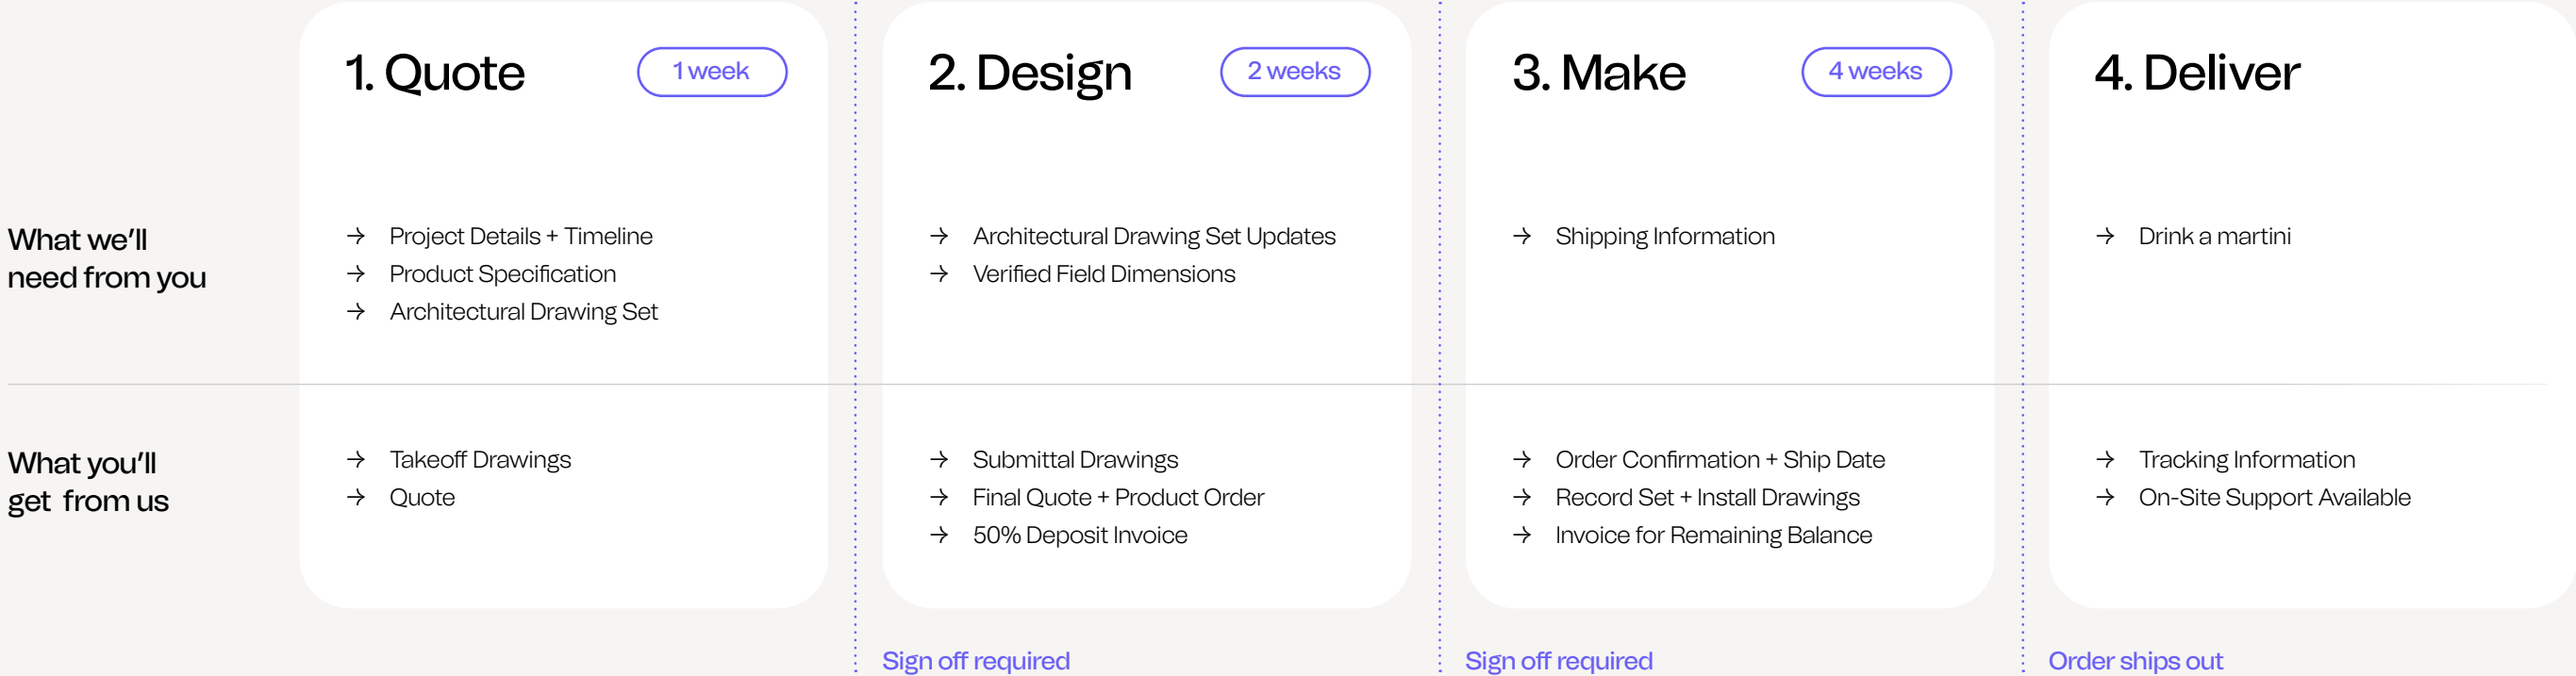 1. Quote
1 week
2. Design
2 weeks
3. Make
4 weeks
4. Deliver
What we'll
need from you
→ Project Details + Timeline
→ Product Specification
→ Architectural Drawing Set
→ Architectural Drawing Set Updates
→ Verified Field Dimensions
→ Shipping Information
→ Drink a martini
What you'll
get from us
→ Takeoff Drawings
→ Quote
→ Submittal Drawings
→ Final Quote + Product Order
→ 50% Deposit Invoice
→ Order Confirmation + Ship Date
→ Record Set + Install Drawings
→ Invoice for Remaining Balance
→ Tracking Information
→ On-Site Support Available
Sign off required
Sign off required
Order ships out